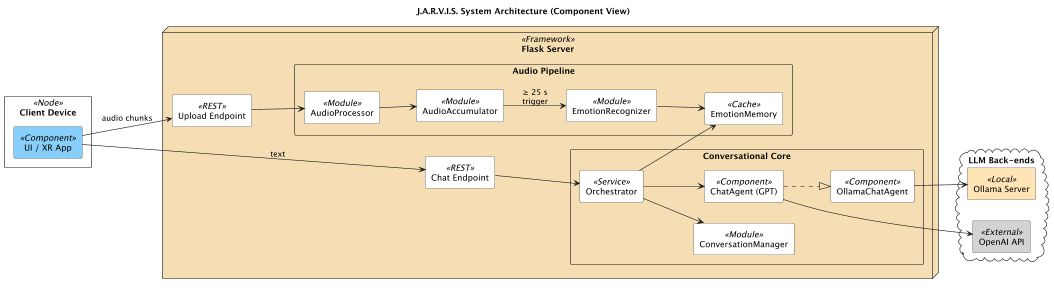 J.A.R.V.I.S. System Architecture (Component View)
«Framework»
Flask Server
Audio Pipeline
«Node»
Client Device
«Component»
UI / XR App
audio chunks
text
«REST»
Upload Endpoint
«Module»
AudioProcessor
«Module»
AudioAccumulator
≥ 25 s
trigger
«Module»
EmotionRecognizer
«Cache»
EmotionMemory
«REST»
Chat Endpoint
Conversational Core
«Service»
Orchestrator
«Component»
ChatAgent (GPT)
«Component»
OllamaChatAgent
«Module»
ConversationManager
LLM Back-ends
«Local»
Ollama Server
«External»
OpenAI API